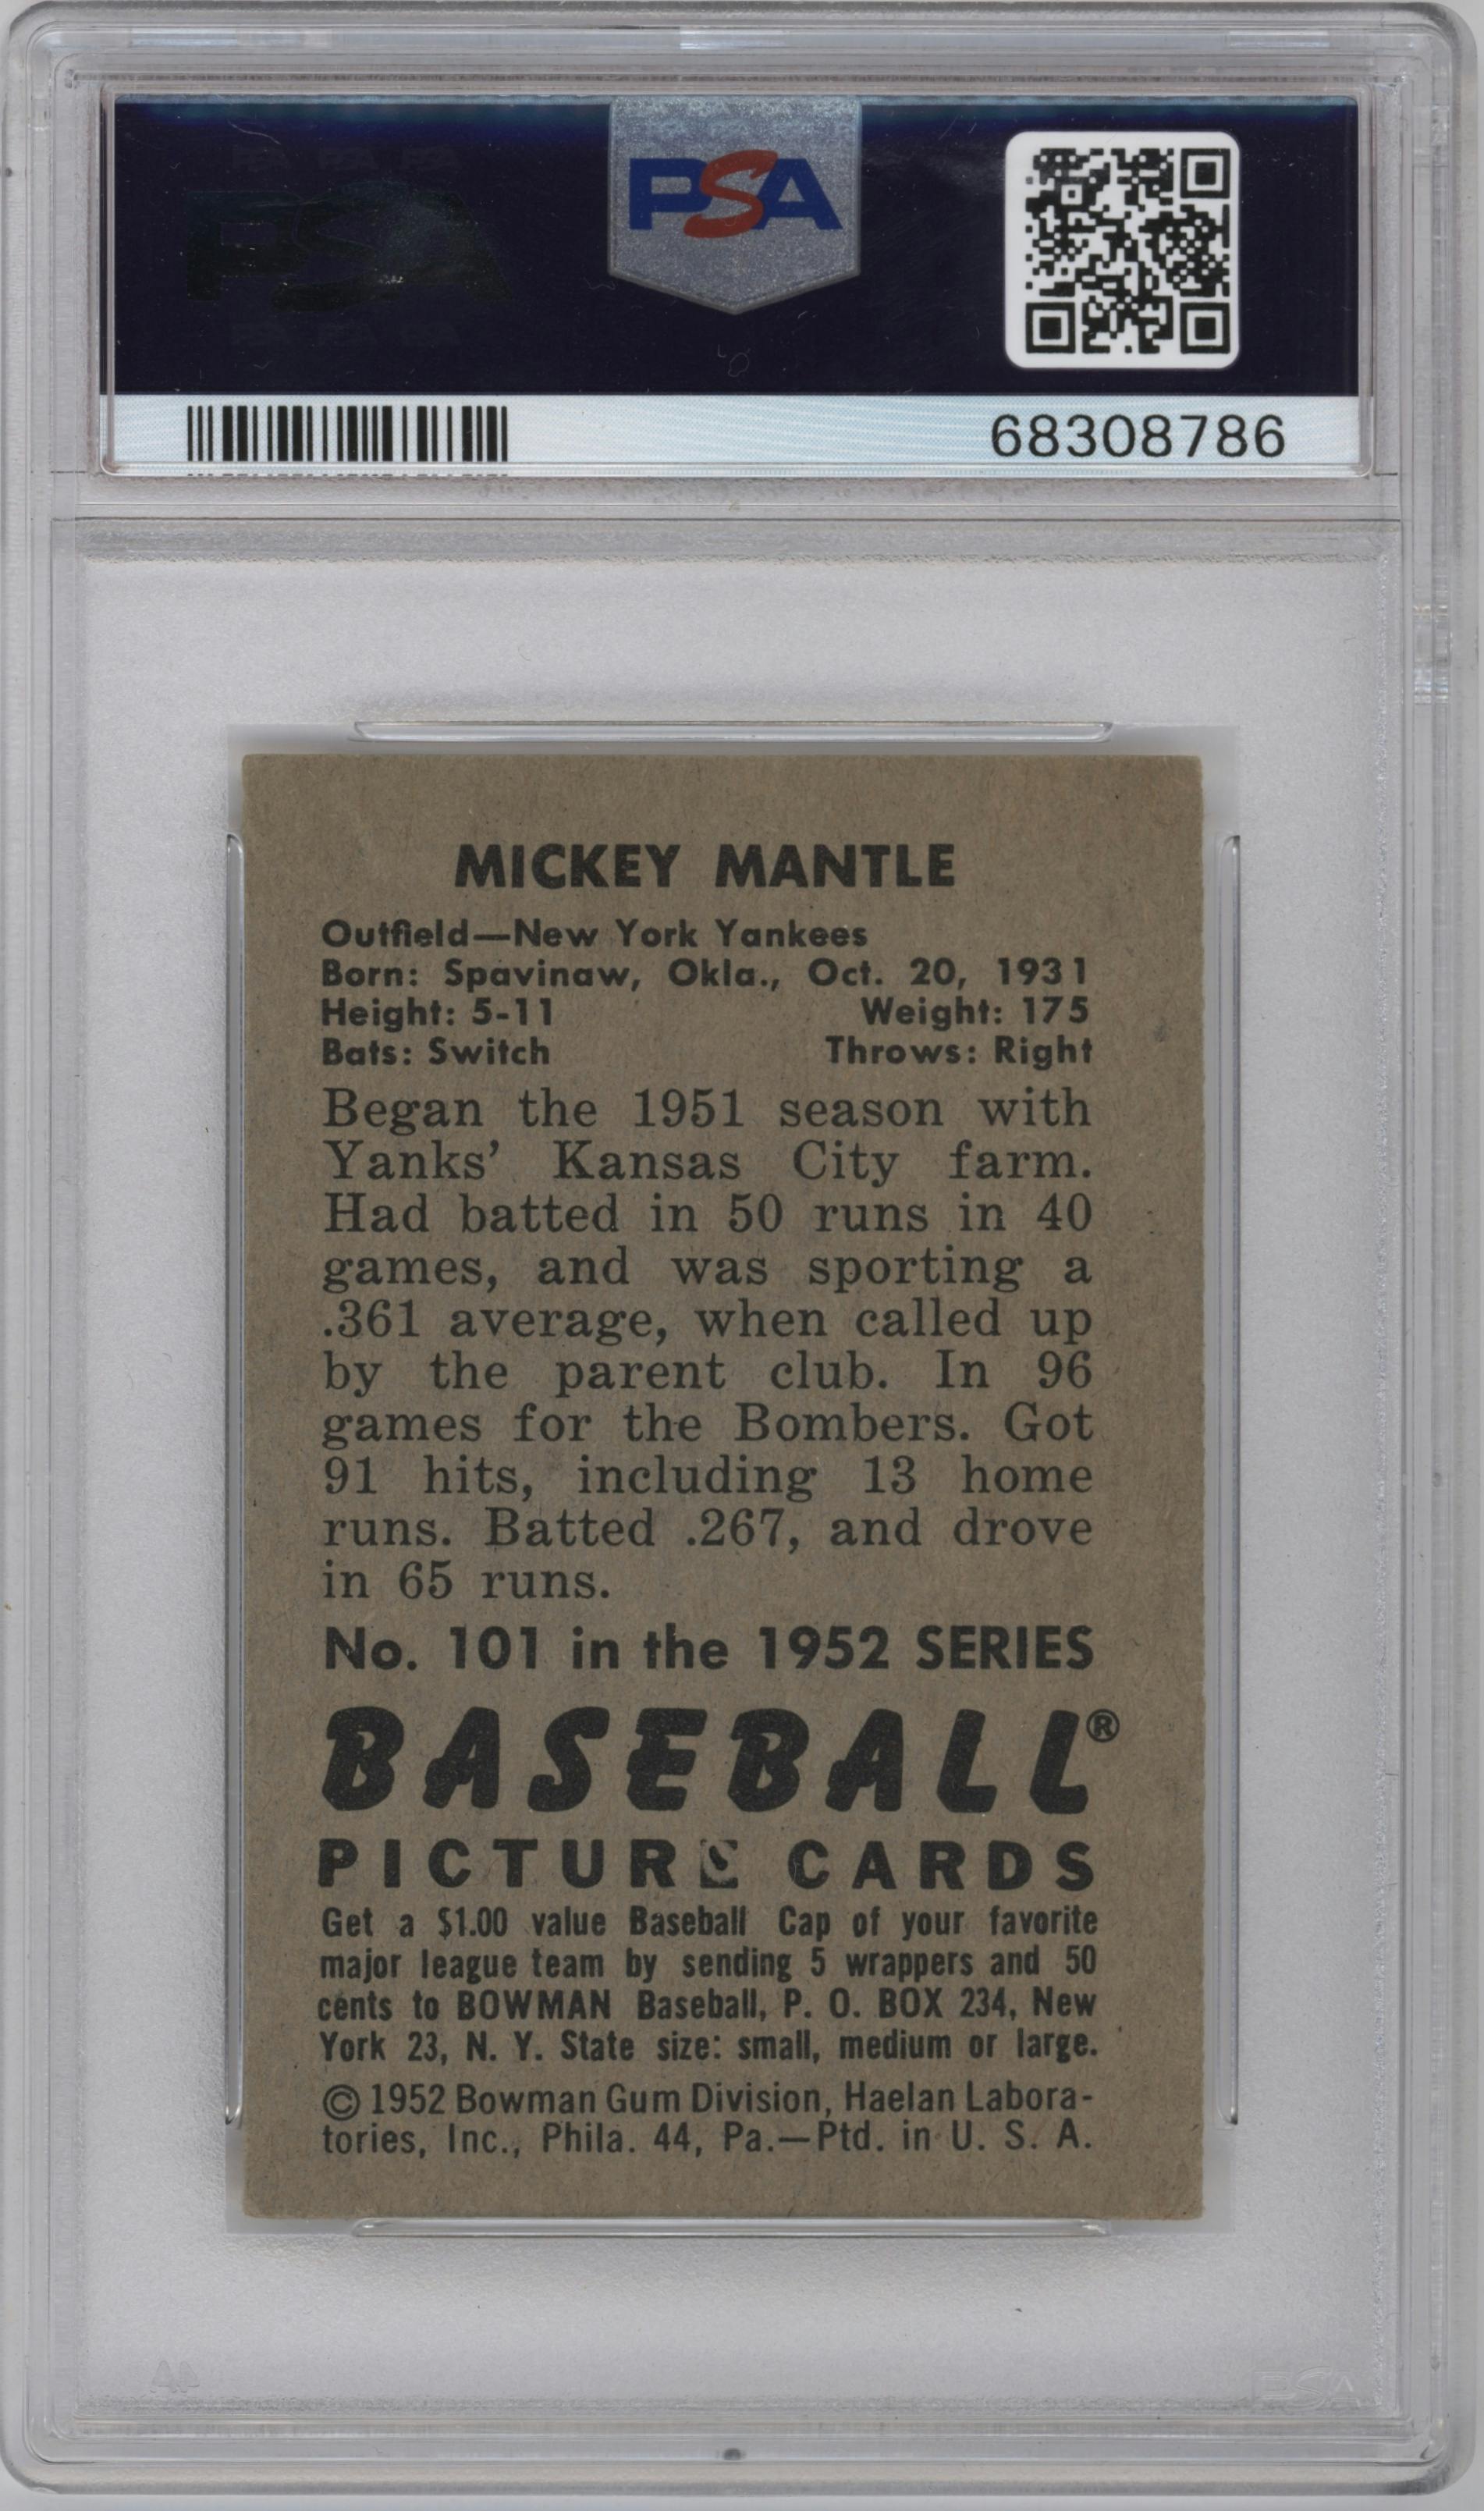 PSA
PSA
68308786
MICKEY MANTLE
Outfield—New York Yankees
Born: Spavinaw, Okla., Oct. 20, 1931
Height: 5-11 Weight: 175
Bats: Switch Throws: Right
Began the 1951 season with
Yanks’ Kansas City farm.
Had batted in 50 runs in 40
games, and was sporting a
.361 average, when called up
by the parent club. In 96
games for the Bombers. Got
91 hits, including 13 home
runs. Batted .267, and drove
in 65 runs.
No. 101 in the 1952 SERIES
BASEBALL®
PICTURE CARDS
Get a $1.00 value Baseball Cap of your favorite
major league team by sending 5 wrappers and 50
cents to BOWMAN Baseball, P. O. BOX 234, New
York 23, N. Y. State size: small, medium or large.
© 1952 Bowman Gum Division, Haelan Labora-
tories, Inc., Phila. 44, Pa.—Ptd. in U. S. A.
PSA